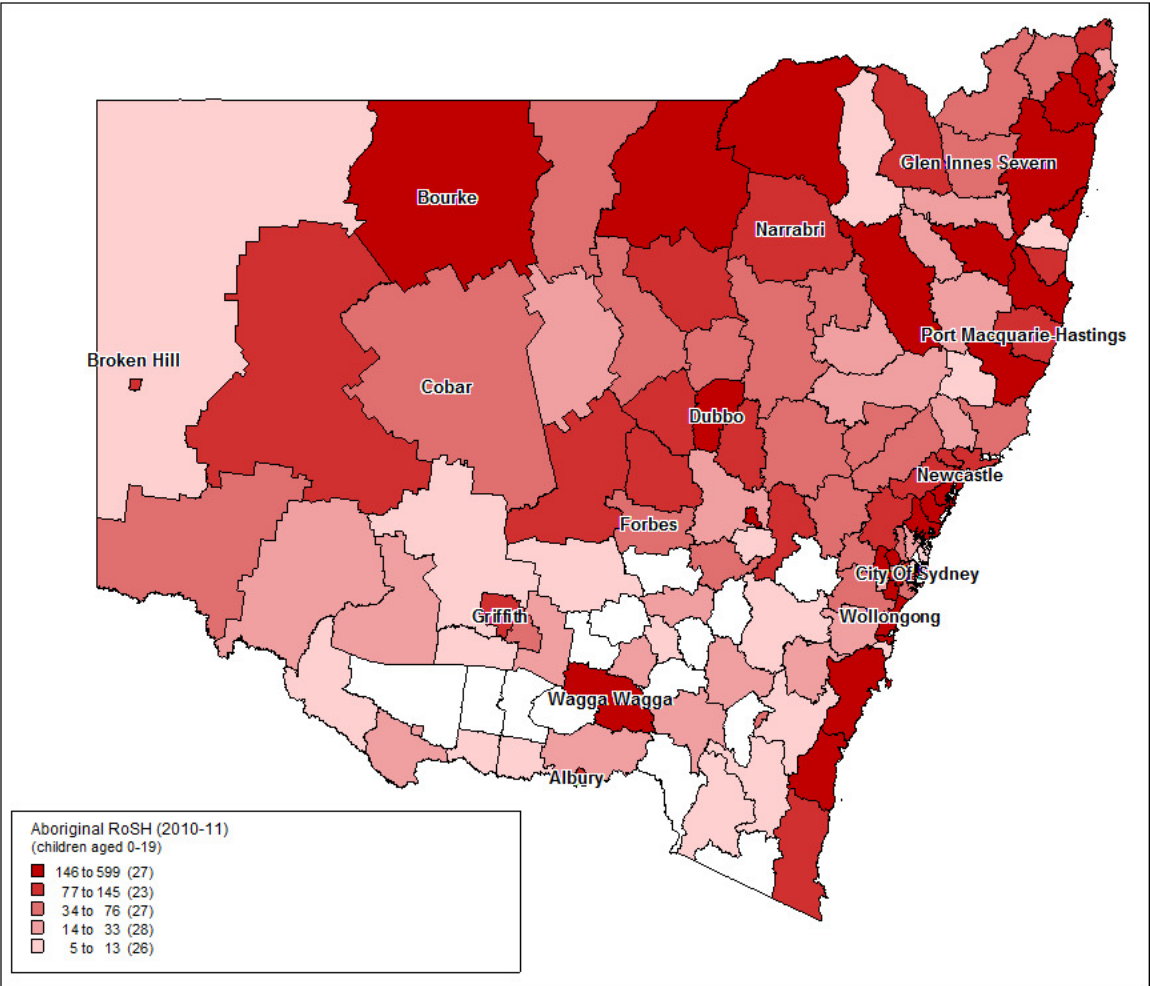 Bourke
Glen Innes Severn
Narrabri
Port Macquarie-Hastings
Broken Hill
Cobar
Dubbo
Newcastle
Forbes
City Of Sydney
Griffith
Wollongong
Wagga Wagga
Albury
Aboriginal RoSH (2010-11)
(children aged 0-19)
146 to 599 (27)
77 to 145 (23)
34 to 76 (27)
14 to 33 (28)
5 to 13 (26)